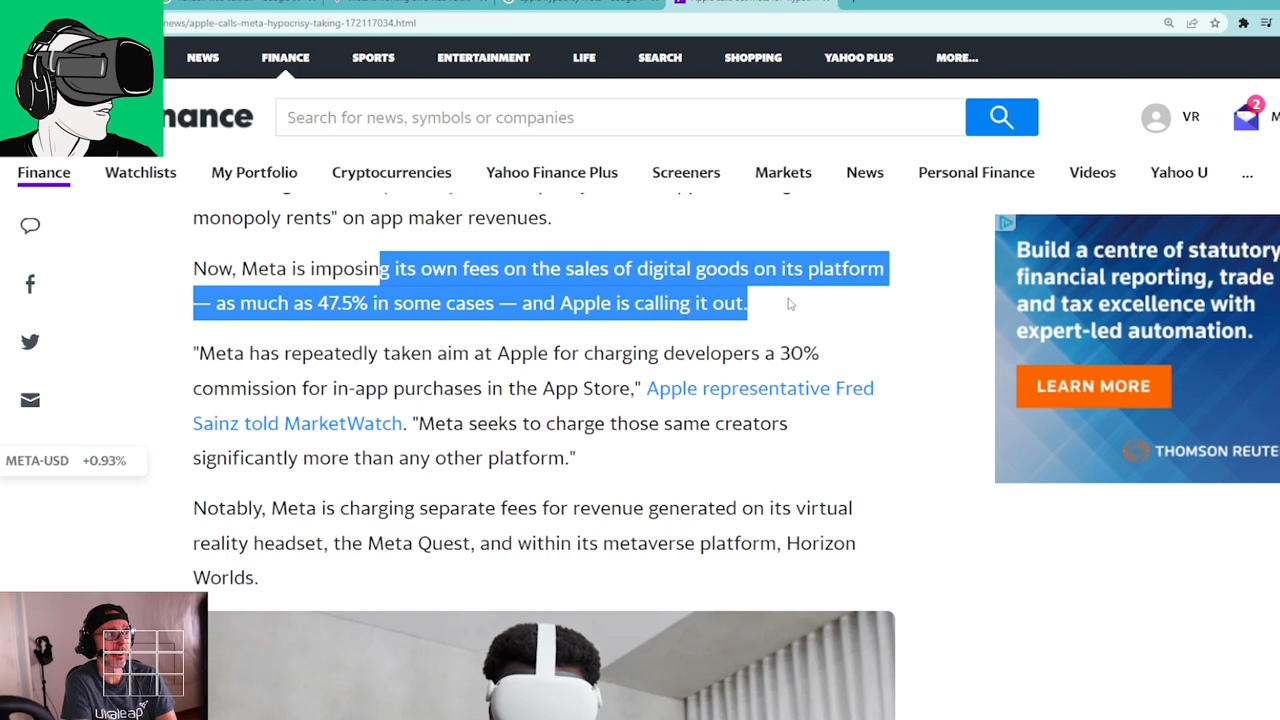 news/apple-calls-meta-hypocrisy-taking-172117034.html
NEWS FINANCE SPORTS ENTERTAINMENT LIFE SEARCH SHOPPING YAHOO PLUS MORE...
nance Search for news, symbols or companies VR 2 M
Finance Watchlists My Portfolio Cryptocurrencies Yahoo Finance Plus Screeners Markets News Personal Finance Videos Yahoo U ...
monopoly rents" on app maker revenues.
Now, Meta is imposing its own fees on the sales of digital goods on its platform
— as much as 47.5% in some cases — and Apple is calling it out.
"Meta has repeatedly taken aim at Apple for charging developers a 30%
commission for in-app purchases in the App Store," Apple representative Fred
Sainz told MarketWatch. "Meta seeks to charge those same creators
significantly more than any other platform."
Notably, Meta is charging separate fees for revenue generated on its virtual
reality headset, the Meta Quest, and within its metaverse platform, Horizon
Worlds.
META-USD +0.93%
Build a centre of statutory
financial reporting, trade
and tax excellence with
expert-led automation.
LEARN MORE
THOMSON REUTE
Ultraleap